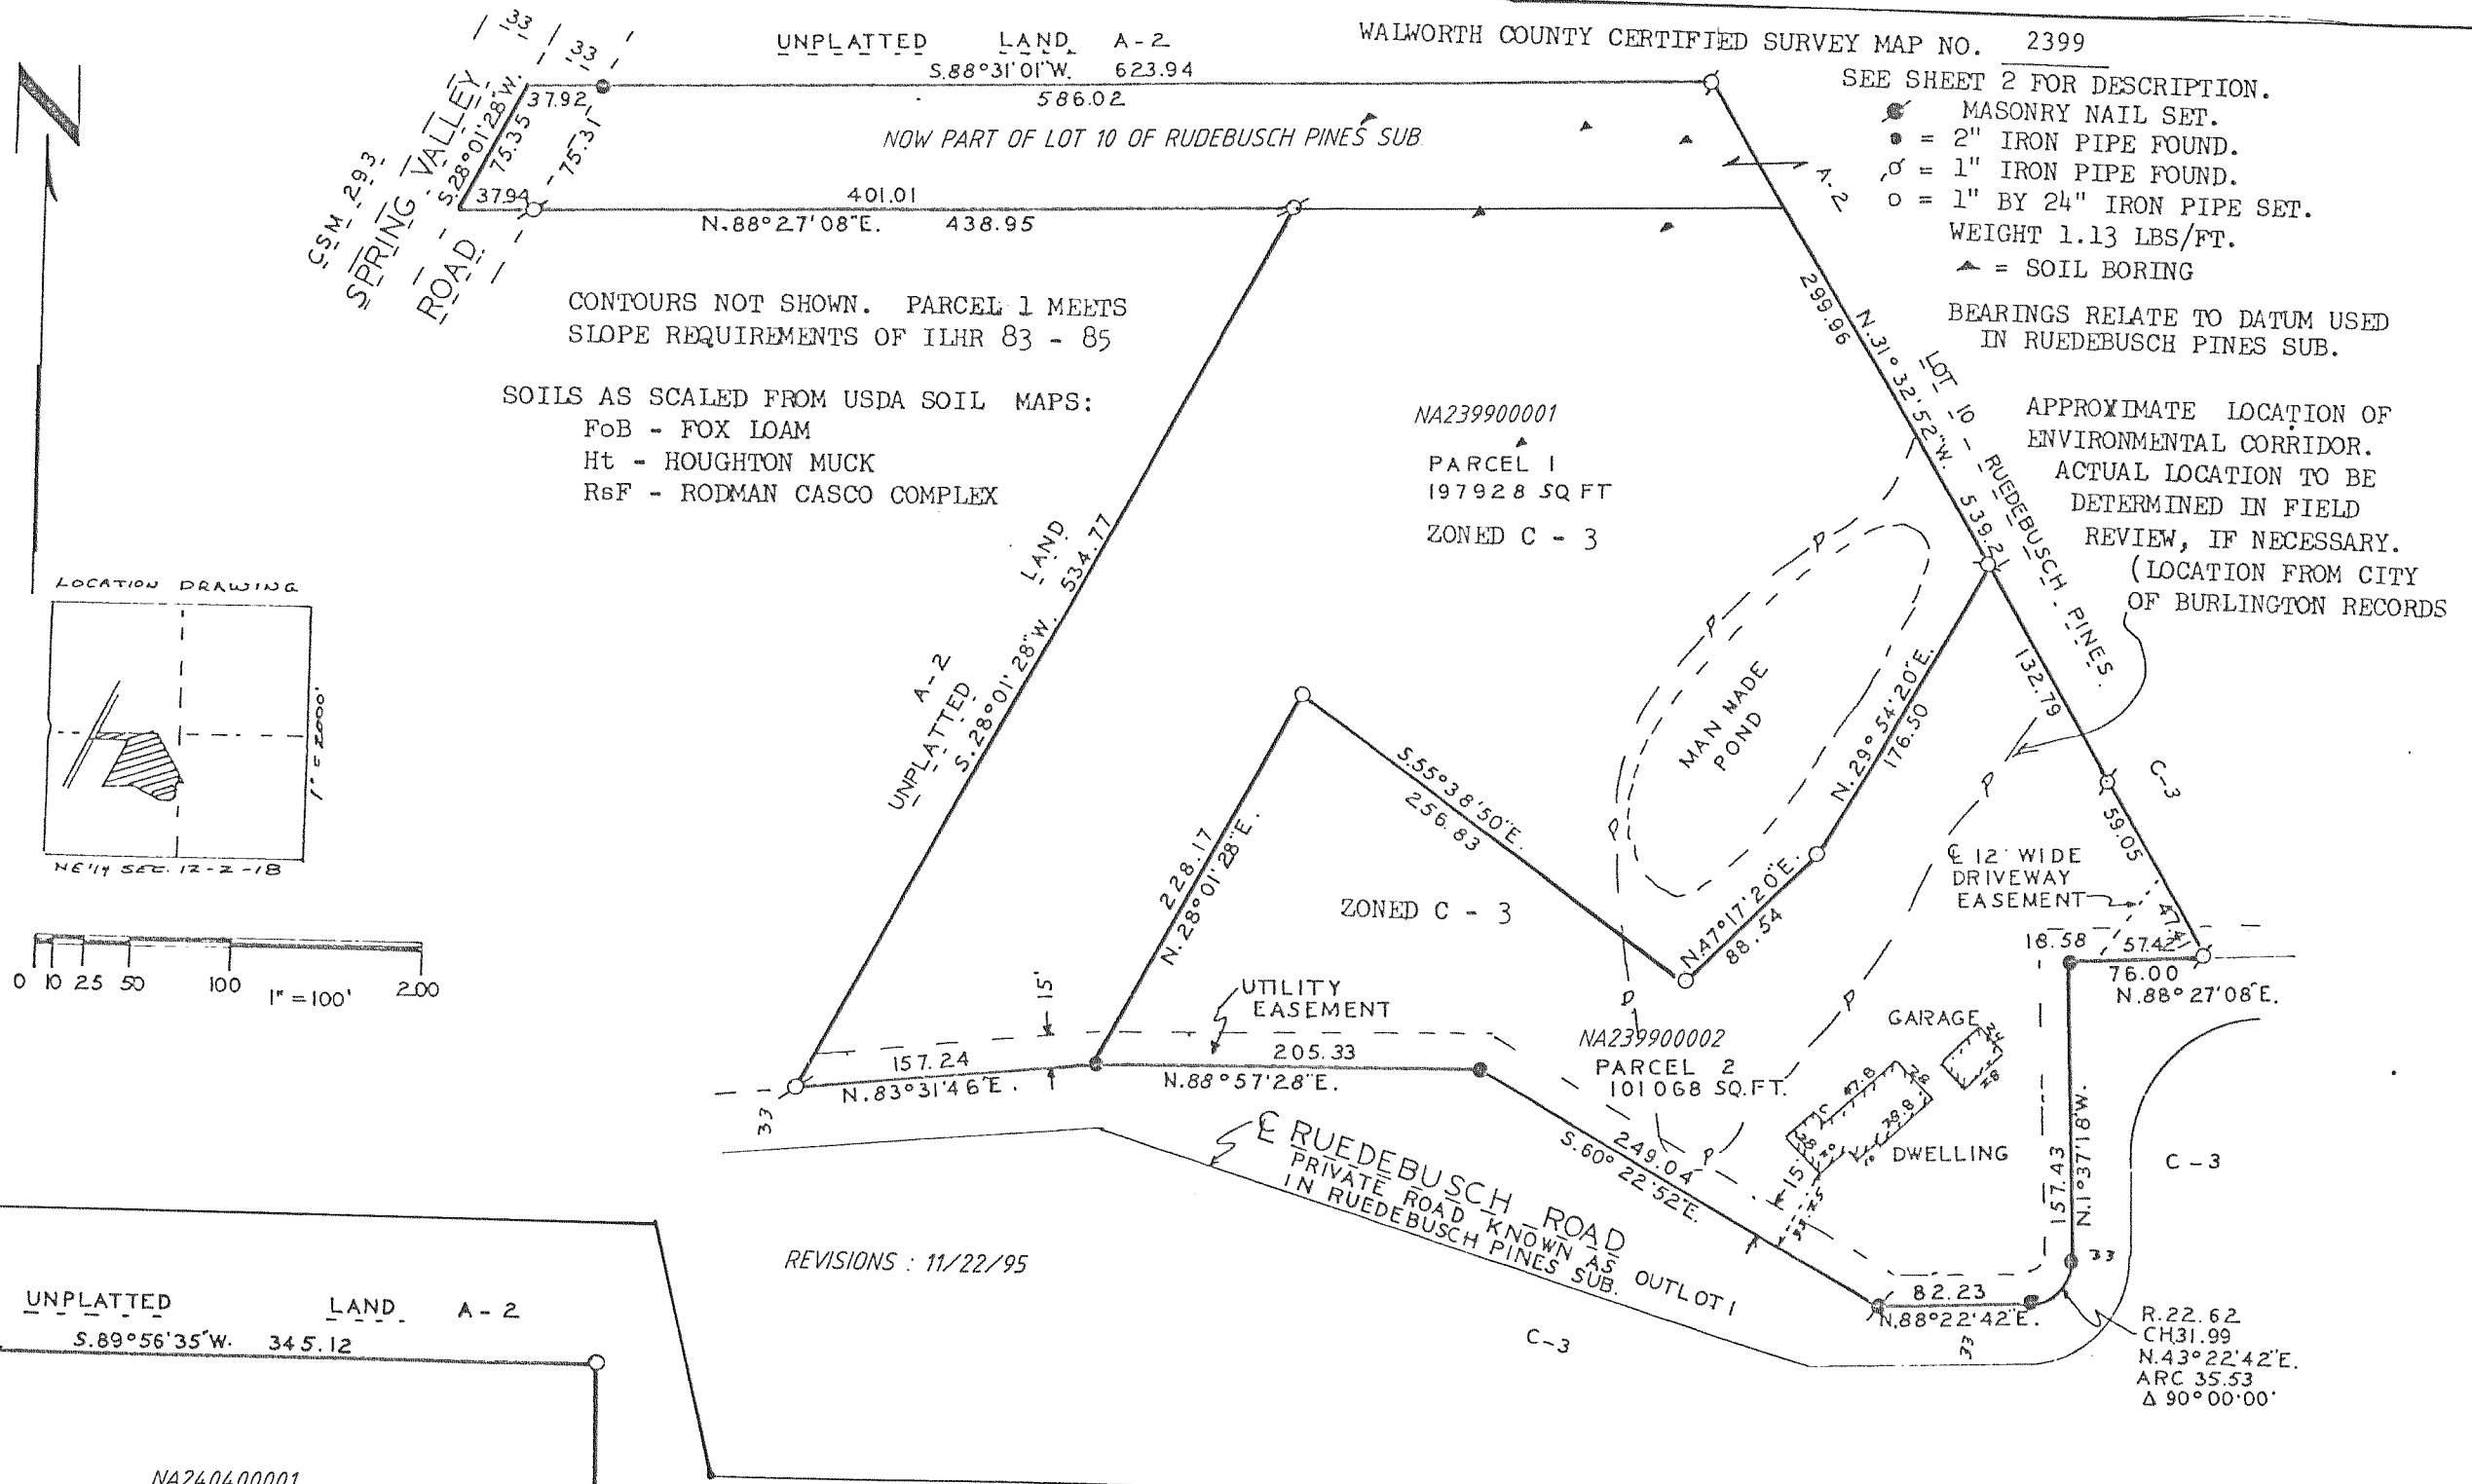 WALWORTH COUNTY CERTIFIED SURVEY MAP NO. 2399
SEE SHEET 2 FOR DESCRIPTION.
MASONRY NAIL SET.
= 2" IRON PIPE FOUND.
= 1" IRON PIPE FOUND.
= 1" BY 24" IRON PIPE SET.
WEIGHT 1.13 LBS/FT.
= SOIL BORING
BEARINGS RELATE TO DATUM USED
IN RUEDEBUSCH PINES SUB.
APPROXIMATE LOCATION OF
ENVIRONMENTAL CORRIDOR.
ACTUAL LOCATION TO BE
DETERMINED IN FIELD
REVIEW, IF NECESSARY.
(LOCATION FROM CITY
OF BURLINGTON RECORDS
N
33
33
UNPLATTED LAND A-2
S.88°31'01"W. 623.94
37.92
586.02
NOW PART OF LOT 10 OF RUDEBUSCH PINES SUB.
S.28°01'28"W.
75.35
75.31
CSM 293
SPRING VALLEY
ROAD
37.94
401.01
N.88°27'08"E. 438.95
A-2
CONTOURS NOT SHOWN. PARCEL 1 MEETS
SLOPE REQUIREMENTS OF ILHR 83 - 85
SOILS AS SCALED FROM USDA SOIL MAPS:
FoB - FOX LOAM
Ht - HOUGHTON MUCK
RsF - RODMAN CASCO COMPLEX
299.96
N.31°32'52"W. 539.21
LOT 10 - RUEDEBUSCH PINES
NA239900001
PARCEL 1
197928 SQ FT
ZONED C - 3
A-2
UNPLATTED LAND
S.28°01'28"W. 534.77
LOCATION DRAWING
1" = 2000'
NE 1/4 SEC. 12-2-18
0 10 25 50 100 200
1" = 100'
MAN MADE
POND
N.29°54'20"E.
176.50
132.79
C-3
59.05
S.55°38'50"E.
256.83
228.17
N.28°01'28"E.
ZONED C - 3
N.47°17'20"E.
88.54
℄ 12' WIDE
DRIVEWAY
EASEMENT
47.41
18.58 57.42
76.00
N.88°27'08"E.
15'
UTILITY
EASEMENT
157.24
N.83°31'46"E.
205.33
N.88°57'28"E.
33
NA239900002
PARCEL 2
101068 SQ.FT.
GARAGE
24
28
47.8
28
38.8
28
DWELLING
15'
249.04
S.60°22'52"E.
157.43
N.1°37'18"W.
C-3
33
℄ RUEDEBUSCH ROAD
PRIVATE ROAD KNOWN AS OUTLOT 1
IN RUEDEBUSCH PINES SUB.
82.23
N.88°22'42"E.
33
C-3
R.22.62
CH31.99
N.43°22'42"E.
ARC 35.53
Δ 90°00'00'
REVISIONS : 11/22/95
UNPLATTED LAND A-2
S.89°56'35"W. 345.12
NA240400001